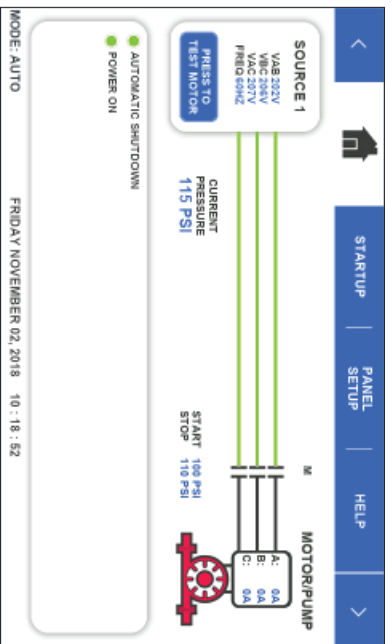 STARTUP
PANEL
SETUP
HELP
SOURCE 1
VAB 202V
VBC 206V
VAC 207V
FREQ 60HZ
PRESS TO
TEST MOTOR
M
MOTOR/PUMP
A: 0A
B: 0A
C: 0A
CURRENT
PRESSURE
115 PSI
START 100 PSI
STOP 110 PSI
AUTOMATIC SHUTDOWN
POWER ON
MODE: AUTO FRIDAY NOVEMBER 02, 2018 10 : 18 : 52